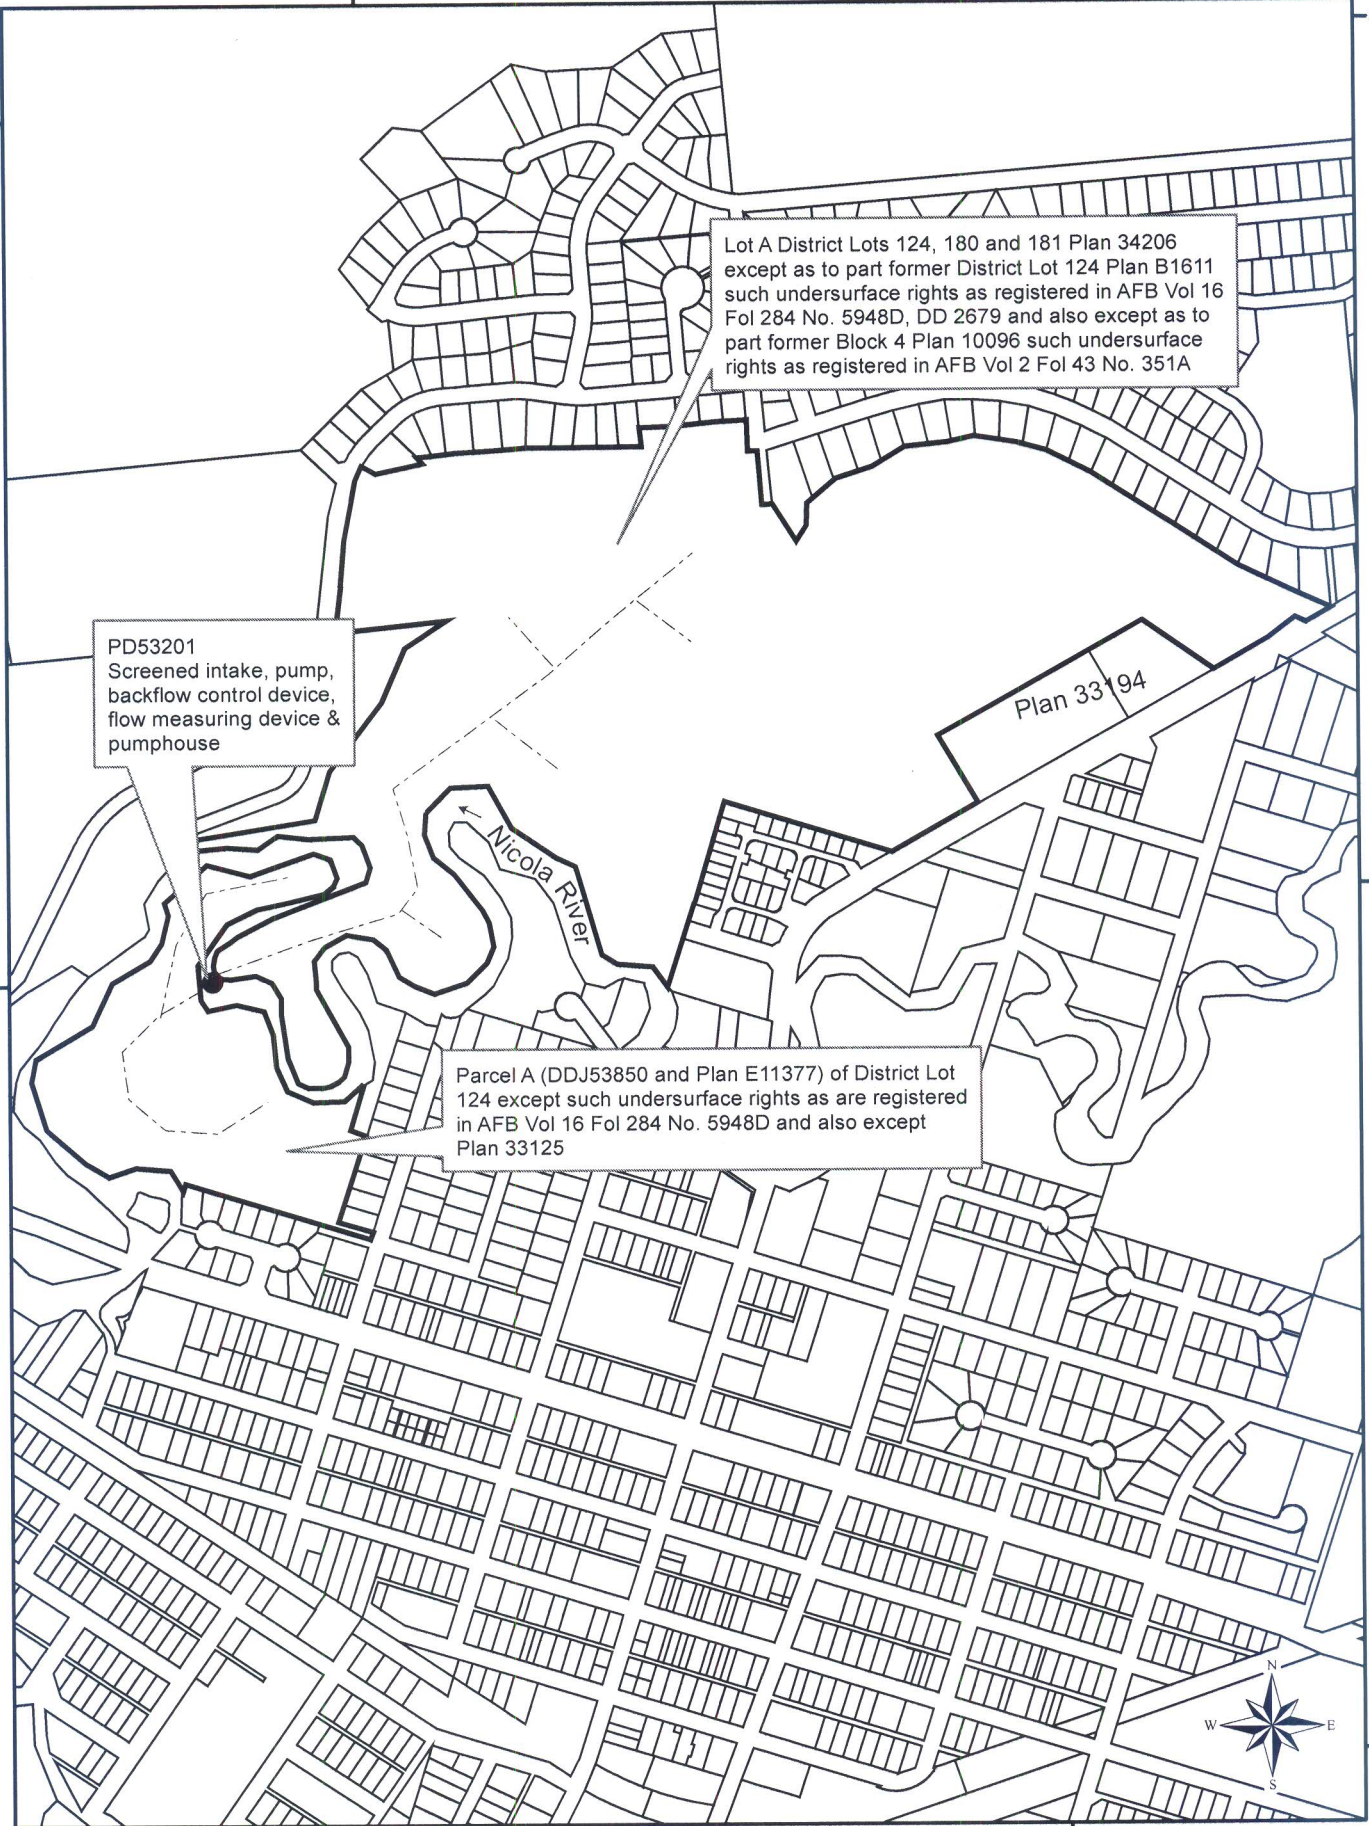 Lot A District Lots 124, 180 and 181 Plan 34206
except as to part former District Lot 124 Plan B1611
such undersurface rights as registered in AFB Vol 16
Fol 284 No. 5948D, DD 2679 and also except as to
part former Block 4 Plan 10096 such undersurface
rights as registered in AFB Vol 2 Fol 43 No. 351A
PD53201
Screened intake, pump,
backflow control device,
flow measuring device &
pumphouse
Plan 33194
Nicola River
Parcel A (DDJ53850 and Plan E11377) of District Lot
124 except such undersurface rights as are registered
in AFB Vol 16 Fol 284 No. 5948D and also except
Plan 33125
N
W E
S